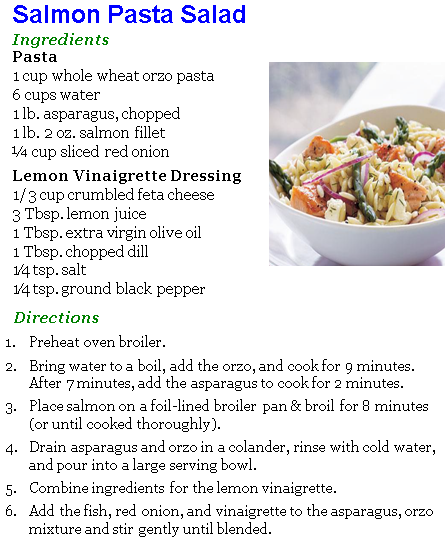 Salmon Pasta Salad
Ingredients
Pasta
1 cup whole wheat orzo pasta
6 cups water
1 lb. asparagus, chopped
1 lb. 2 oz. salmon fillet
¼ cup sliced red onion
Lemon Vinaigrette Dressing
1/3 cup crumbled feta cheese
3 Tbsp. lemon juice
1 Tbsp. extra virgin olive oil
1 Tbsp. chopped dill
¼ tsp. salt
¼ tsp. ground black pepper
Directions
1. Preheat oven broiler.
2. Bring water to a boil, add the orzo, and cook for 9 minutes.
After 7 minutes, add the asparagus to cook for 2 minutes.
3. Place salmon on a foil-lined broiler pan & broil for 8 minutes
(or until cooked thoroughly).
4. Drain asparagus and orzo in a colander, rinse with cold water,
and pour into a large serving bowl.
5. Combine ingredients for the lemon vinaigrette.
6. Add the fish, red onion, and vinaigrette to the asparagus, orzo
mixture and stir gently until blended.